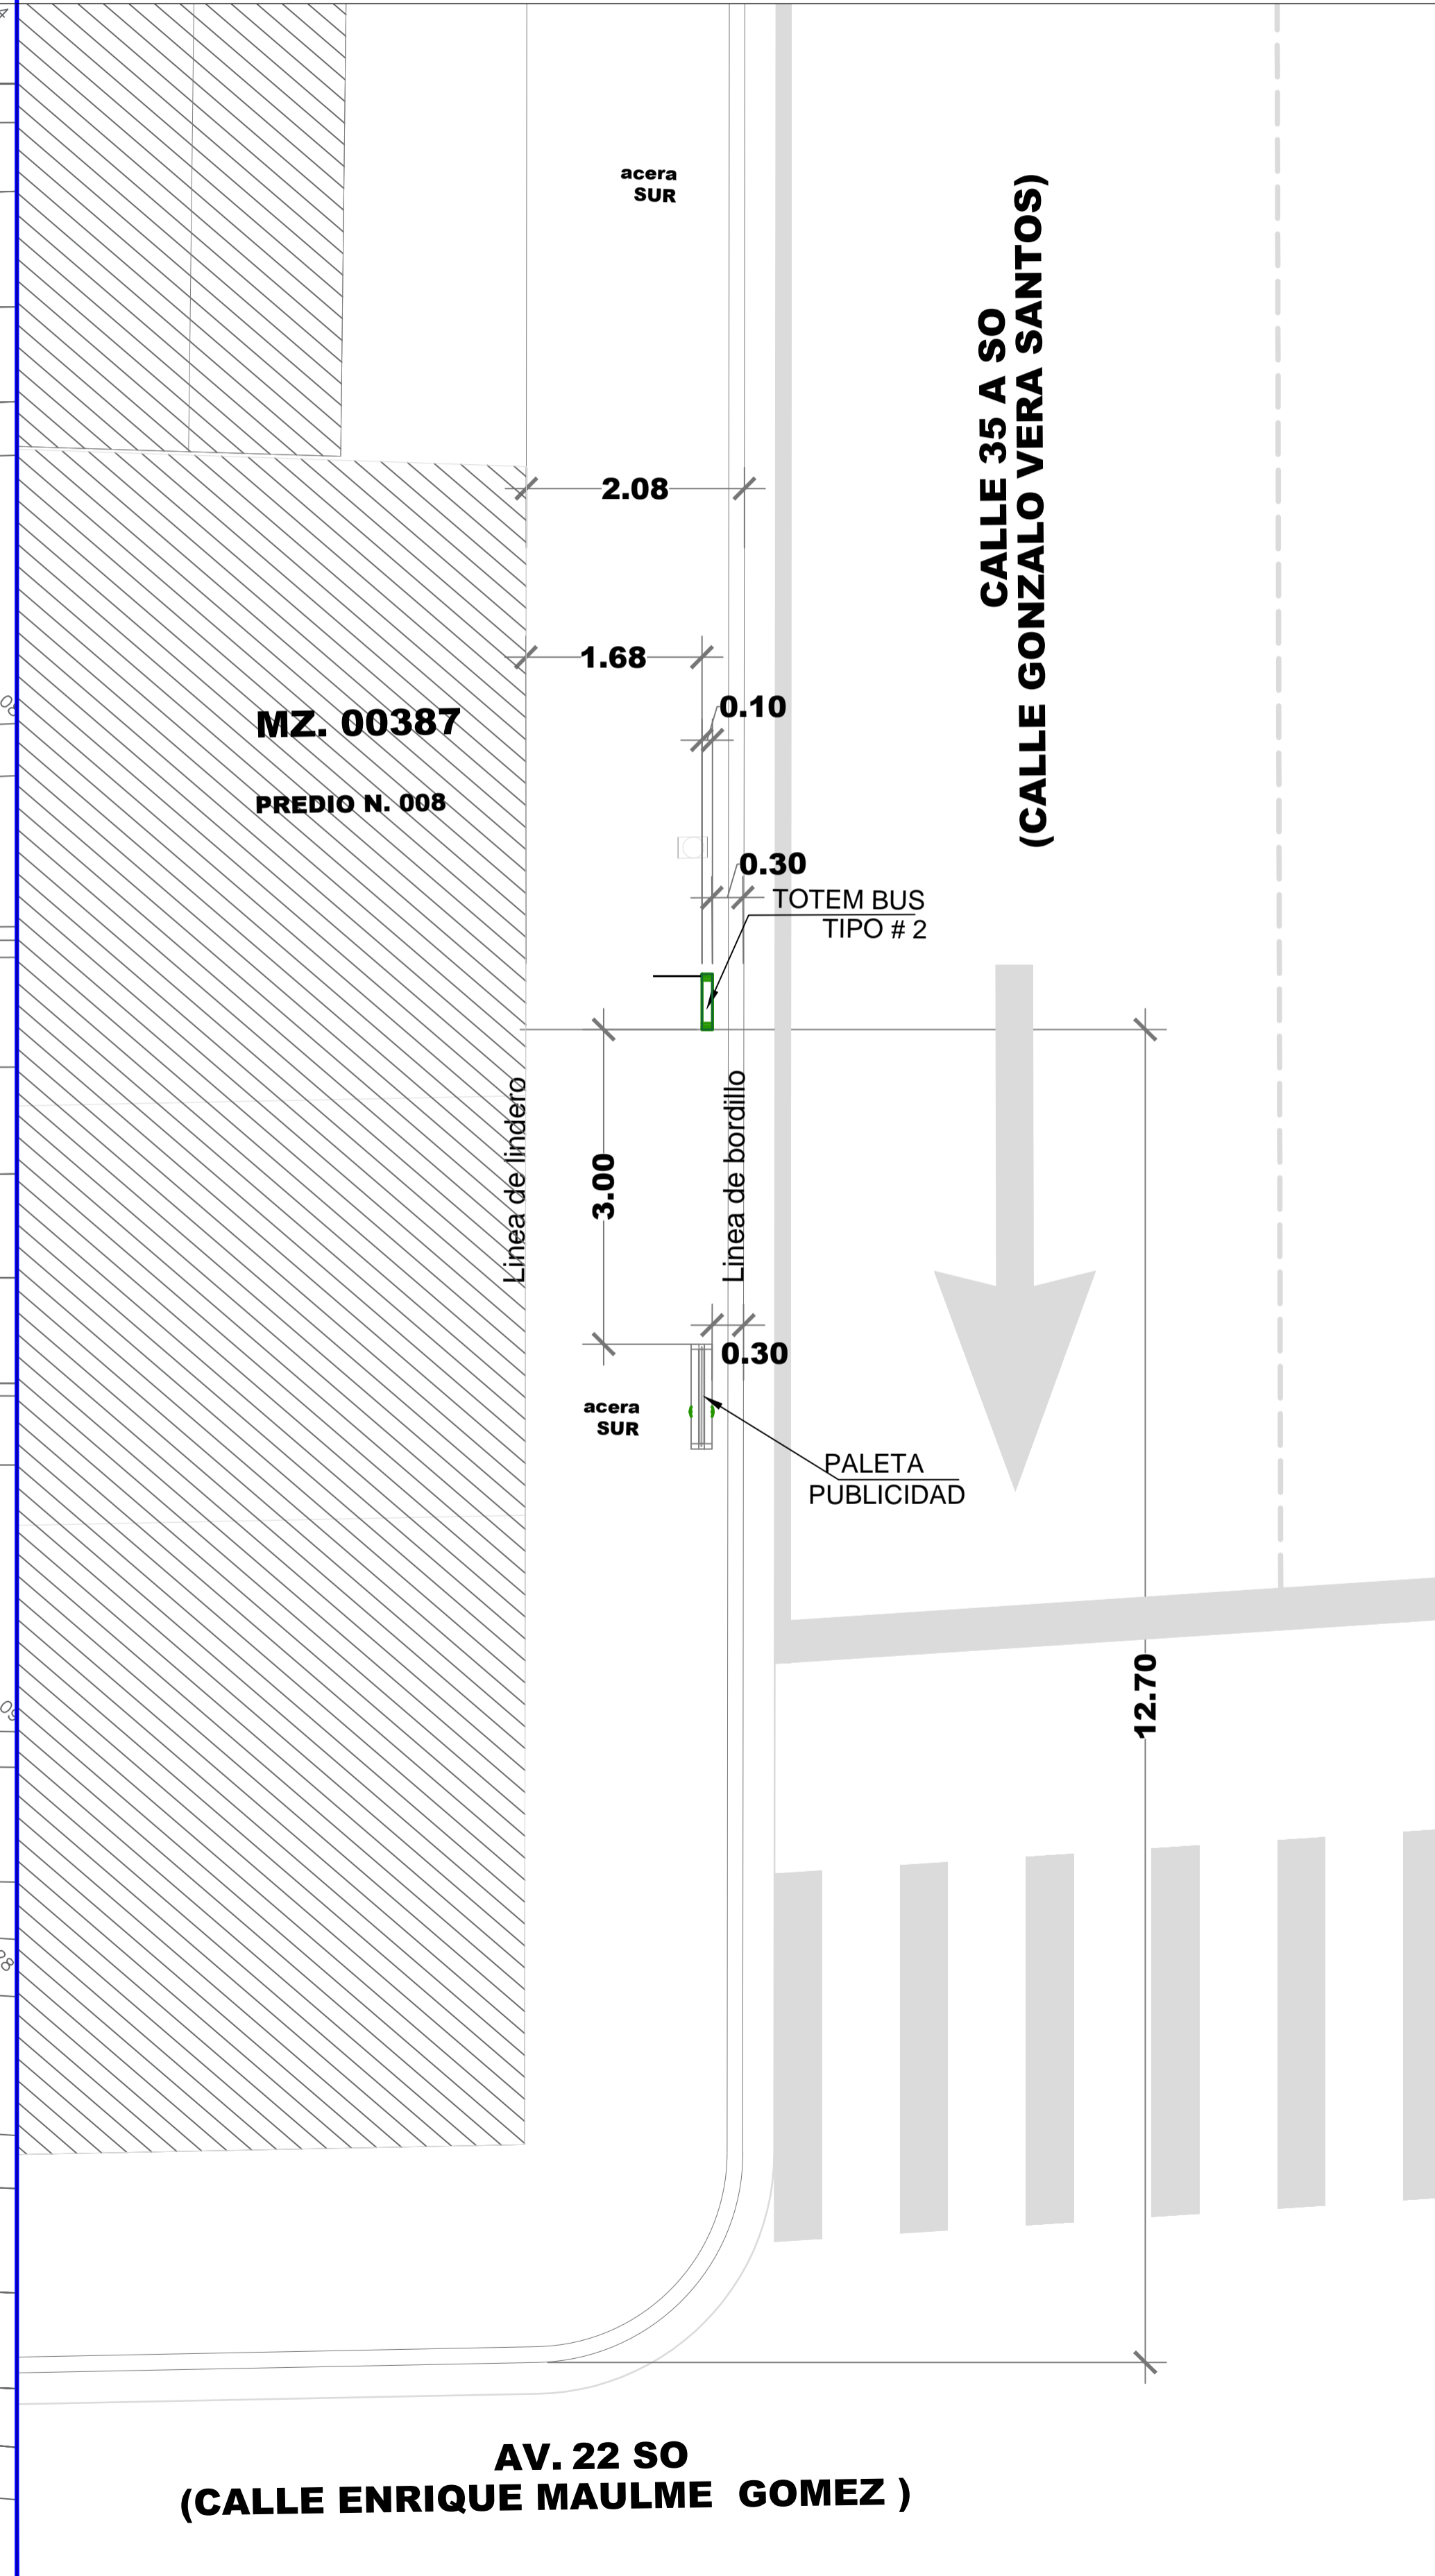 acera
SUR
CALLE 35 A SO
(CALLE GONZALO VERA SANTOS)
2.08
1.68
0.10
MZ. 00387
PREDIO N. 008
0.30
TOTEM BUS
TIPO # 2
Linea de lindero
3.00
Linea de bordillo
0.30
acera
SUR
PALETA
PUBLICIDAD
12.70
AV. 22 SO
(CALLE ENRIQUE MAULME  GOMEZ )